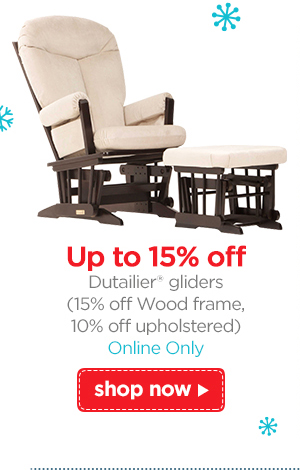 Up to 15% off
Dutailier® gliders
(15% off Wood frame,
10% off upholstered)
Online Only
shop now ▸